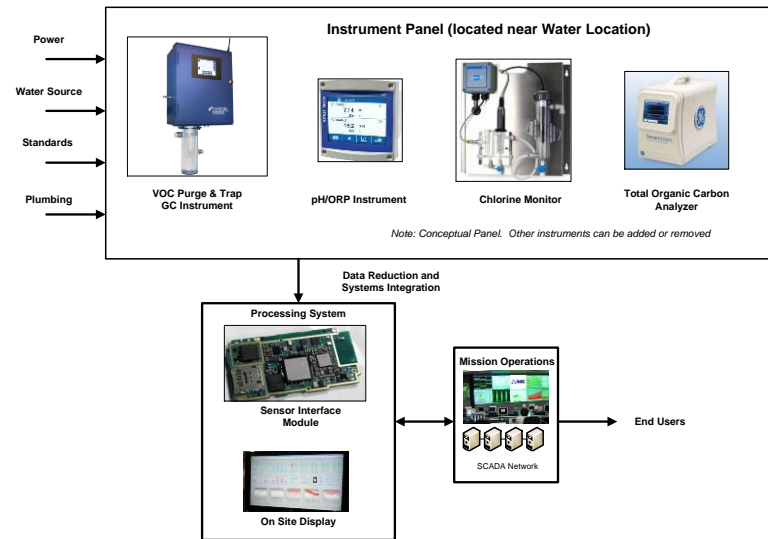 Instrument Panel (located near Water Location)
Power
Water Source
Standards
Plumbing
VOC Purge & Trap
GC Instrument
pH/ORP Instrument
Chlorine Monitor
Total Organic Carbon
Analyzer
Note: Conceptual Panel. Other instruments can be added or removed
Data Reduction and
Systems Integration
Processing System
Sensor Interface
Module
On Site Display
Mission Operations
SCADA Network
End Users